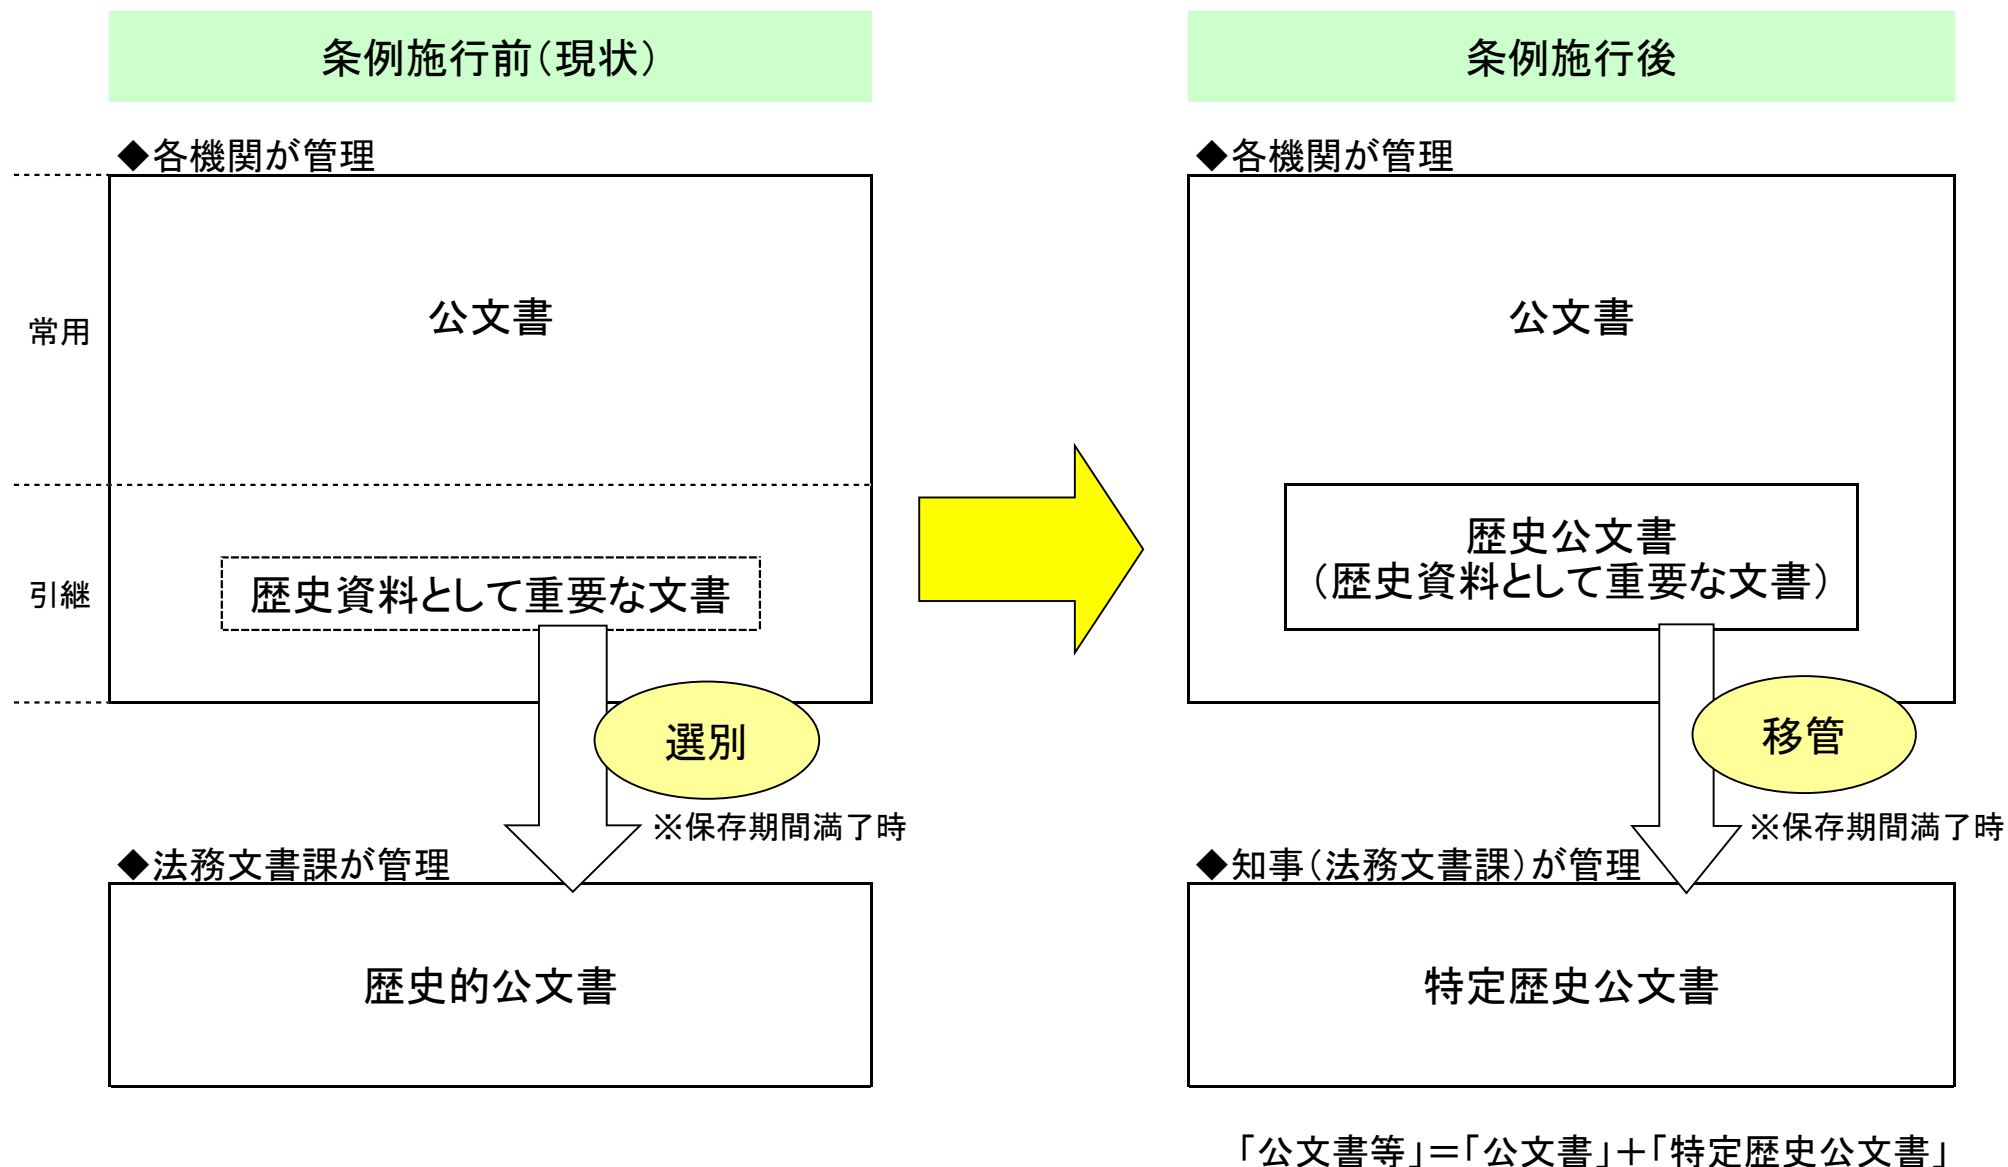 条例施行前（現状）
◆各機関が管理
常用
公文書
引継
歴史資料として重要な文書
選別
※保存期間満了時
◆法務文書課が管理
歴史的公文書
条例施行後
◆各機関が管理
公文書
歴史公文書
（歴史資料として重要な文書）
移管
※保存期間満了時
◆知事（法務文書課）が管理
特定歴史公文書
「公文書等」＝「公文書」＋「特定歴史公文書」